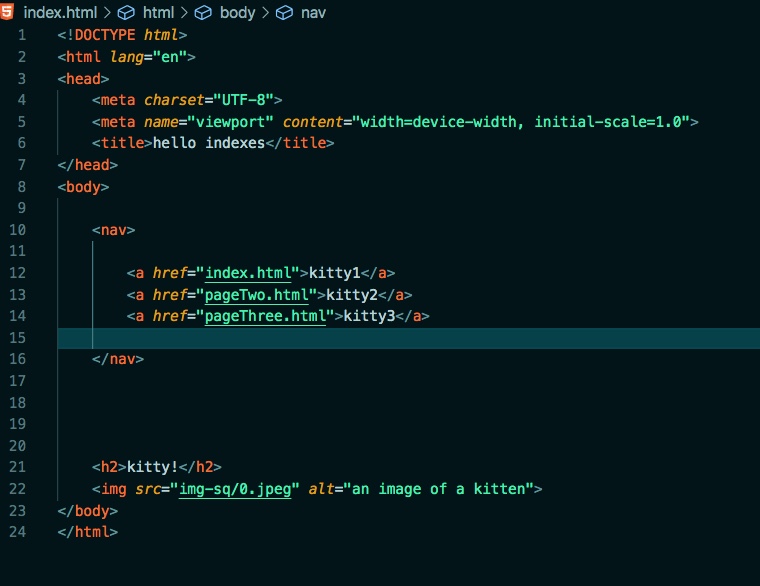 index.html > html > body > nav
1 <!DOCTYPE html>
2 <html lang="en">
3 <head>
4     <meta charset="UTF-8">
5     <meta name="viewport" content="width=device-width, initial-scale=1.0">
6     <title>hello indexes</title>
7 </head>
8 <body>
9
10     <nav>
11
12         <a href="index.html">kitty1</a>
13         <a href="pageTwo.html">kitty2</a>
14         <a href="pageThree.html">kitty3</a>
15
16     </nav>
17
18
19
20
21     <h2>kitty!</h2>
22     <img src="img-sq/0.jpeg" alt="an image of a kitten">
23 </body>
24 </html>